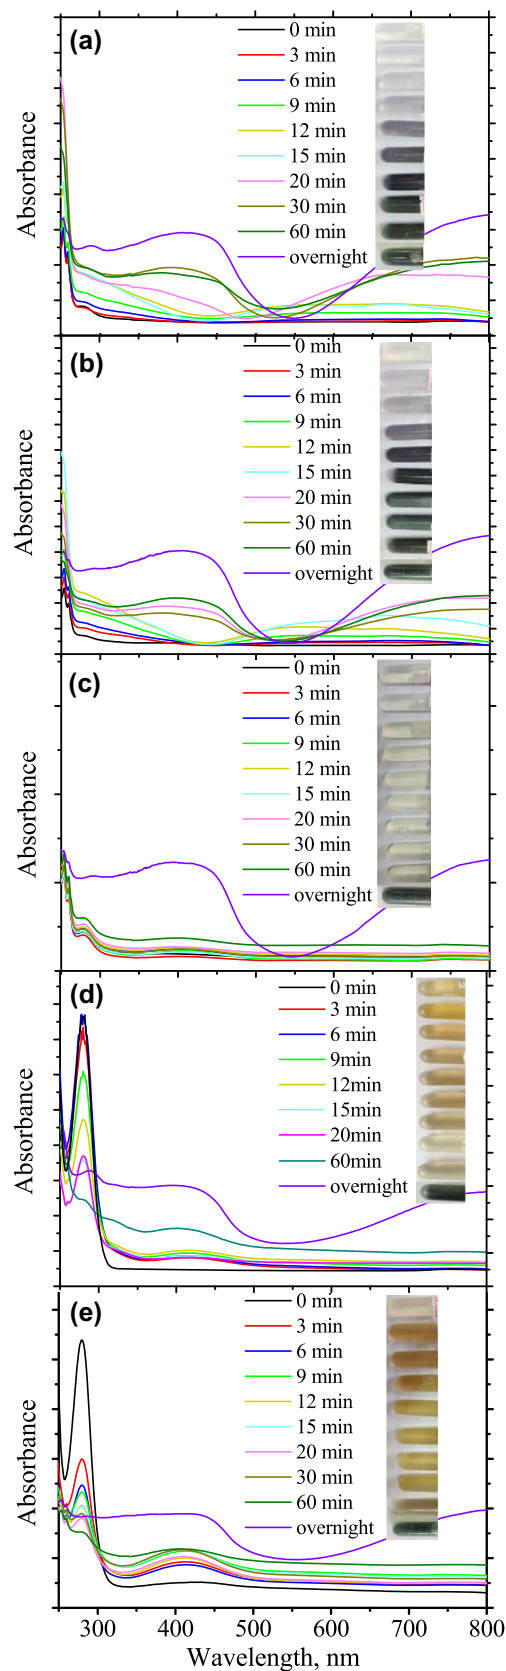 (a)
0 min
3 min
6 min
9 min
12 min
15 min
20 min
30 min
60 min
overnight
Absorbance
(b)
0 min
3 min
6 min
9 min
12 min
15 min
20 min
30 min
60 min
overnight
Absorbance
(c)
0 min
3 min
6 min
9 min
12 min
15 min
20 min
30 min
60 min
overnight
Absorbance
(d)
0 min
3 min
6 min
9min
12min
15min
20min
60min
overnight
Absorbance
(e)
0 min
3 min
6 min
9 min
12 min
15 min
20 min
30 min
60 min
overnight
Absorbance
300 400 500 600 700 800
Wavelength, nm